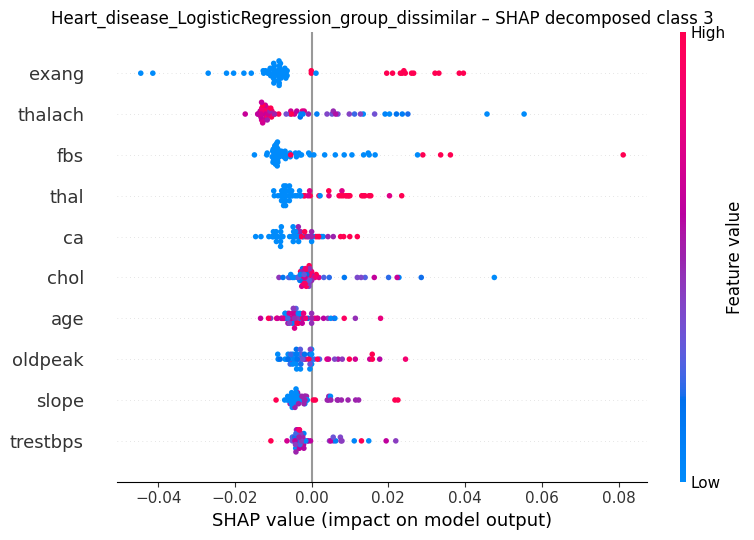 Heart_disease_LogisticRegression_group_dissimilar – SHAP decomposed class 3
High
exang
thalach
fbs
thal
ca
chol
age
oldpeak
slope
trestbps
Feature value
Low
−0.04 −0.02 0.00 0.02 0.04 0.06 0.08
SHAP value (impact on model output)